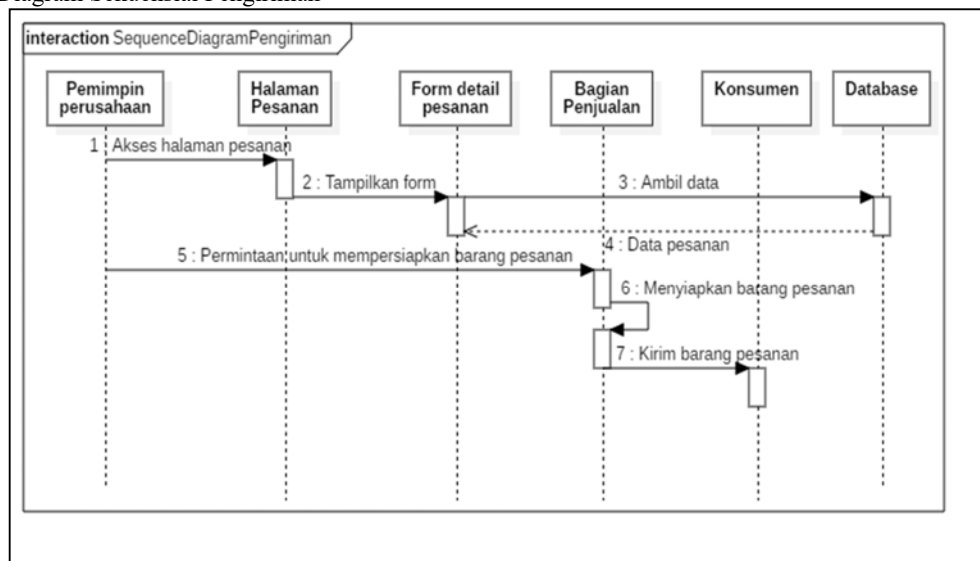 interaction SequenceDiagramPengiriman
Pemimpin
perusahaan
Halaman
Pesanan
Form detail
pesanan
Bagian
Penjualan
Konsumen
Database
1 : Akses halaman pesanan
2 : Tampilkan form
3 : Ambil data
4 : Data pesanan
5 : Permintaan untuk mempersiapkan barang pesanan
6 : Menyiapkan barang pesanan
7 : Kirim barang pesanan